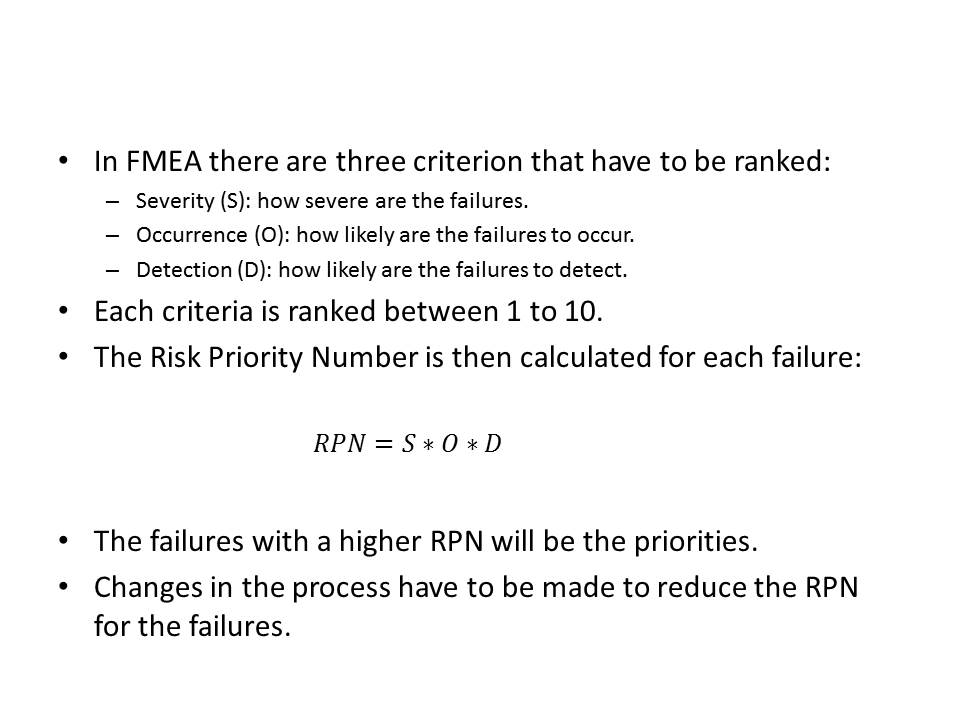 • In FMEA there are three criterion that have to be ranked:
– Severity (S): how severe are the failures.
– Occurrence (O): how likely are the failures to occur.
– Detection (D): how likely are the failures to detect.
• Each criteria is ranked between 1 to 10.
• The Risk Priority Number is then calculated for each failure:
RPN = S ∗ O ∗ D
• The failures with a higher RPN will be the priorities.
• Changes in the process have to be made to reduce the RPN
for the failures.